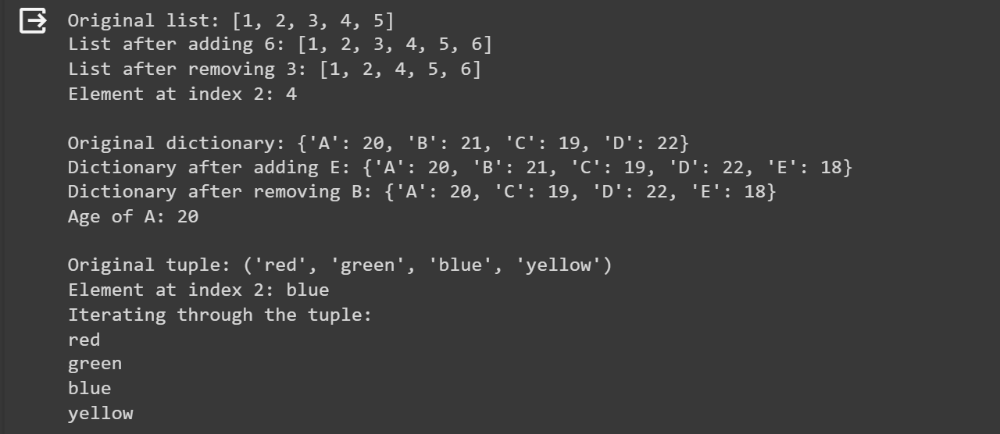 Original list: [1, 2, 3, 4, 5]
List after adding 6: [1, 2, 3, 4, 5, 6]
List after removing 3: [1, 2, 4, 5, 6]
Element at index 2: 4
Original dictionary: {'A': 20, 'B': 21, 'C': 19, 'D': 22}
Dictionary after adding E: {'A': 20, 'B': 21, 'C': 19, 'D': 22, 'E': 18}
Dictionary after removing B: {'A': 20, 'C': 19, 'D': 22, 'E': 18}
Age of A: 20
Original tuple: ('red', 'green', 'blue', 'yellow')
Element at index 2: blue
Iterating through the tuple:
red
green
blue
yellow